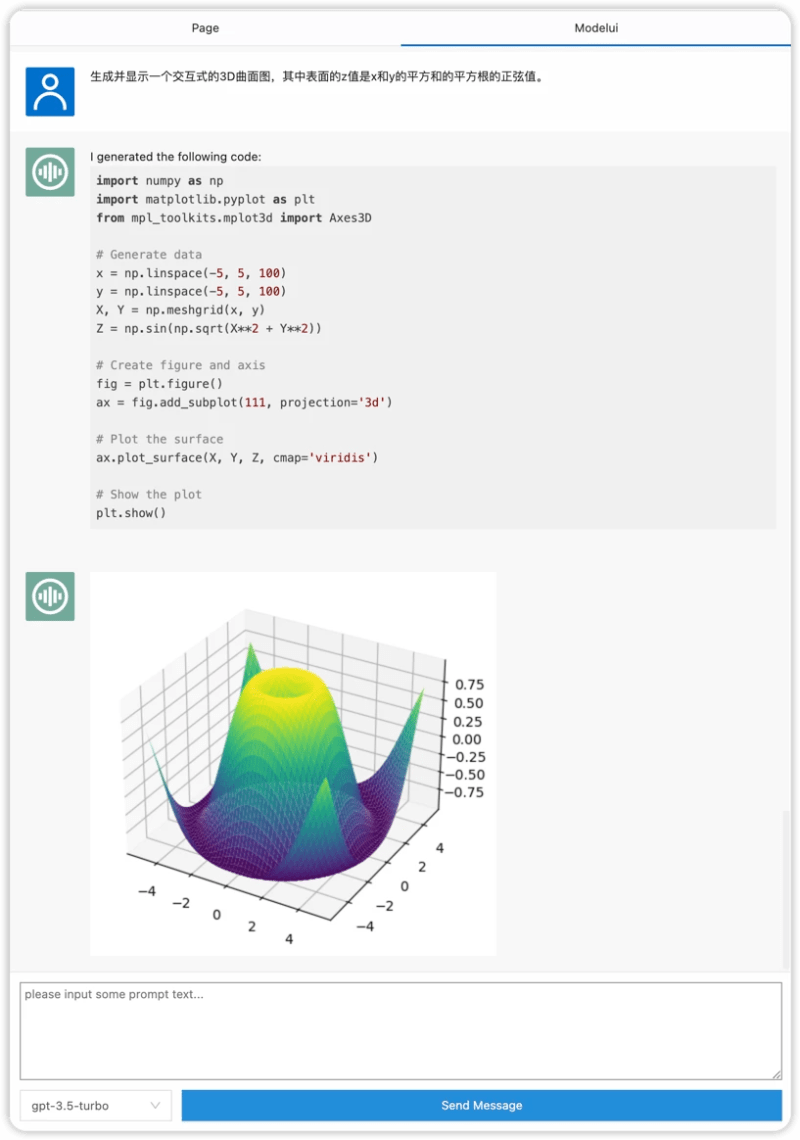 Page
Modelui
生成并显示一个交互式的3D曲面图，其中表面的z值是x和y的平方和的平方根的正弦值。
I generated the following code:
import numpy as np
import matplotlib.pyplot as plt
from mpl_toolkits.mplot3d import Axes3D
# Generate data
x = np.linspace(-5, 5, 100)
y = np.linspace(-5, 5, 100)
X, Y = np.meshgrid(x, y)
Z = np.sin(np.sqrt(X**2 + Y**2))
# Create figure and axis
fig = plt.figure()
ax = fig.add_subplot(111, projection='3d')
# Plot the surface
ax.plot_surface(X, Y, Z, cmap='viridis')
# Show the plot
plt.show()
0.75
0.50
0.25
0.00
−0.25
−0.50
−0.75
−4
−2
0
2
4
4
2
0
−2
−4
please input some prompt text...
gpt-3.5-turbo
Send Message